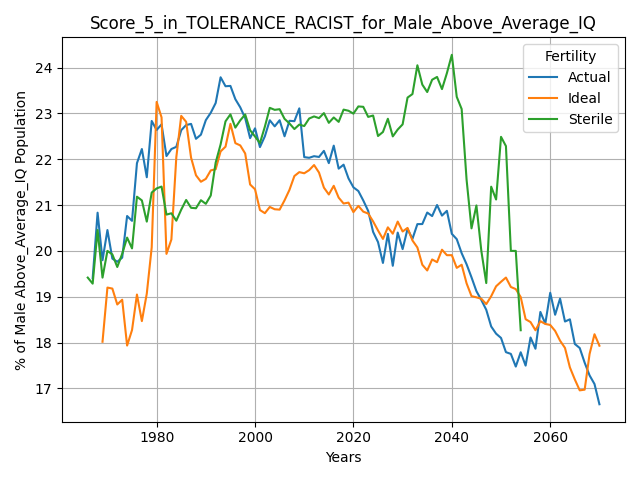 Score_5_in_TOLERANCE_RACIST_for_Male_Above_Average_IQ
Fertility
Actual
Ideal
Sterile
% of Male Above_Average_IQ Population
24
23
22
21
20
19
18
17
1980
2000
2020
2040
2060
Years